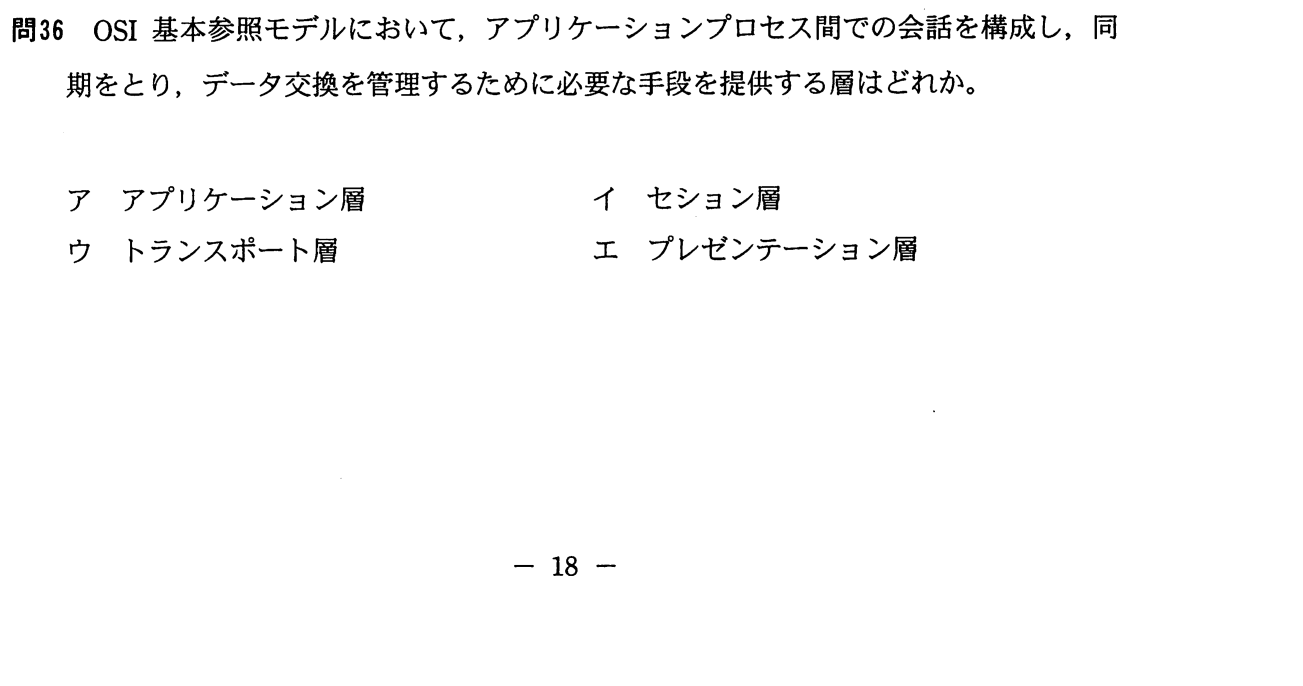 問36 OSI 基本参照モデルにおいて，アプリケーションプロセス間での会話を構成し，同
期をとり，データ交換を管理するために必要な手段を提供する層はどれか。
ア アプリケーション層 イ セション層
ウ トランスポート層 エ プレゼンテーション層
－ 18 －